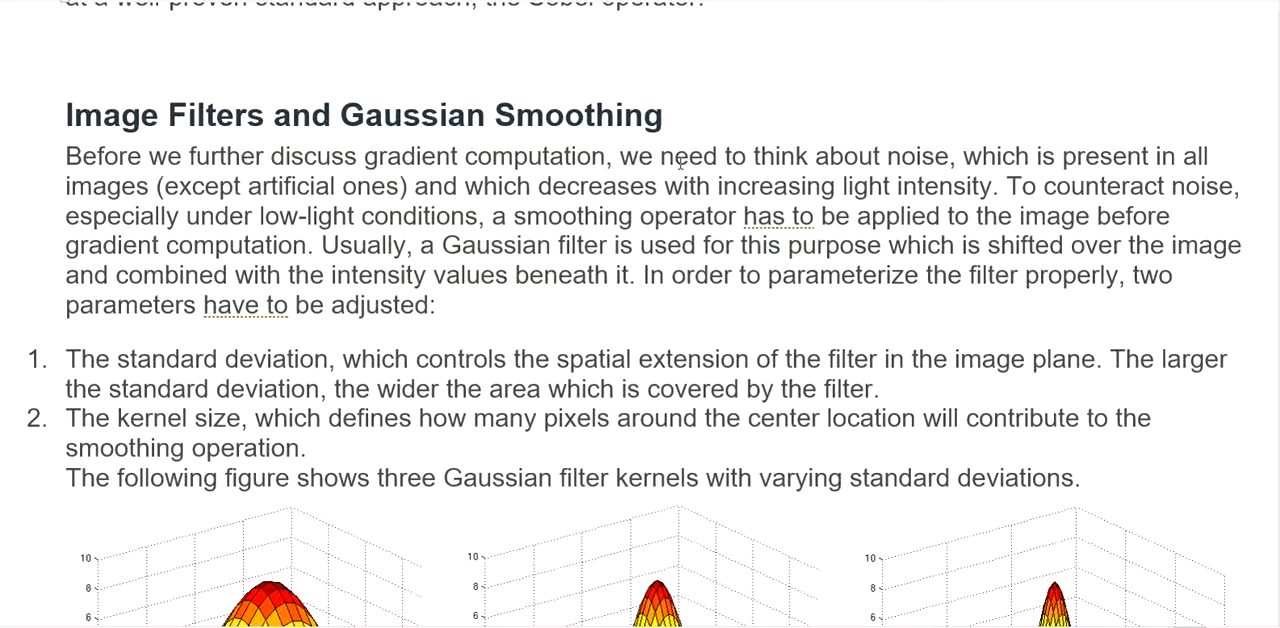 at a well-proven standard approach, the Sobel operator.
Image Filters and Gaussian Smoothing
Before we further discuss gradient computation, we need to think about noise, which is present in all
images (except artificial ones) and which decreases with increasing light intensity. To counteract noise,
especially under low-light conditions, a smoothing operator has to be applied to the image before
gradient computation. Usually, a Gaussian filter is used for this purpose which is shifted over the image
and combined with the intensity values beneath it. In order to parameterize the filter properly, two
parameters have to be adjusted:
1. The standard deviation, which controls the spatial extension of the filter in the image plane. The larger
the standard deviation, the wider the area which is covered by the filter.
2. The kernel size, which defines how many pixels around the center location will contribute to the
smoothing operation.
The following figure shows three Gaussian filter kernels with varying standard deviations.
10 10 10
8 8 8
6 6 6